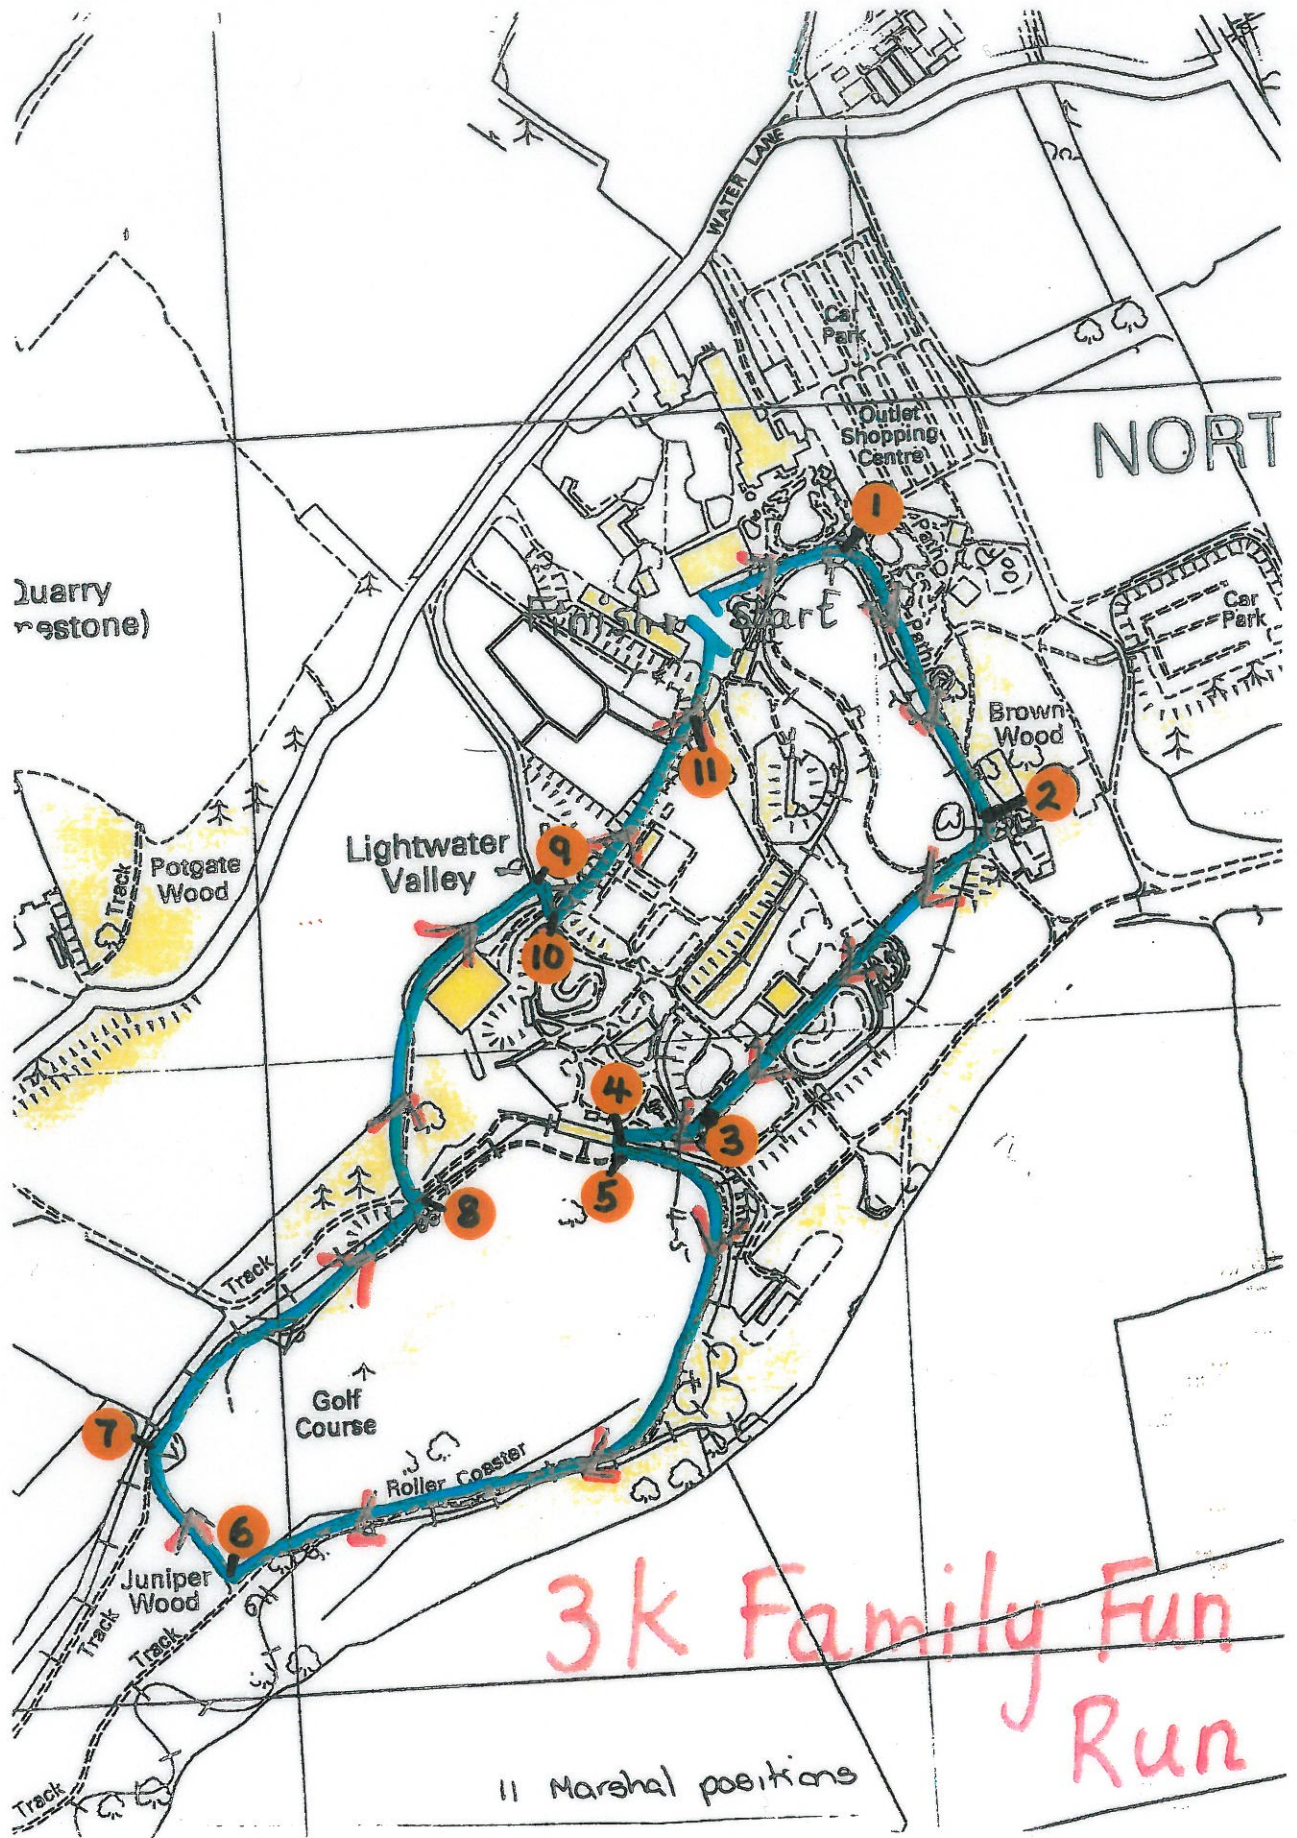 WATER LANE
Car
Park
Outlet
Shopping
Centre
NORT
1
Path
Quarry
Car
Park
Finish
Start
Path
Brown
Wood
11
2
Lightwater
Valley
9
Potgate
Wood
Track
10
4
3
5
8
Track
Golf
Course
7
Roller Coaster
6
Juniper
Wood
Track
Track
3k Family Fun
Run
11 Marshal positions
Track